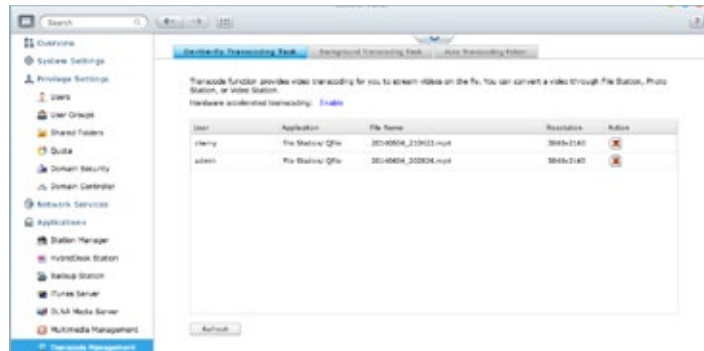 Search
Overview
System Settings
Privilege Settings
Users
User Groups
Shared Folders
Quota
Domain Security
Domain Controller
Network Services
Applications
Station Manager
HybridDesk Station
Backup Station
iTunes Server
DLNA Media Server
Multimedia Management
Transcode Management
On-the-fly Transcoding Task
Background Transcoding Task
Auto Transcoding Folder
Transcode function provides video transcoding for you to stream videos on the fly. You can convert a video through File Station, Photo
Station, or Video Station.
Hardware accelerated transcoding: Enable
User Application File Name Resolution Action
cherry File Station/ Qfile 3840x2160
admin File Station/ Qfile 3840x2160
Refresh